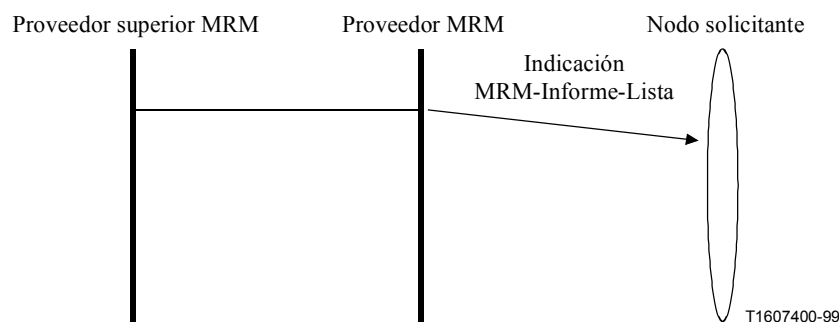 Proveedor superior MRM
Proveedor MRM
Nodo solicitante
Indicación
MRM-Informe-Lista
T1607400-99